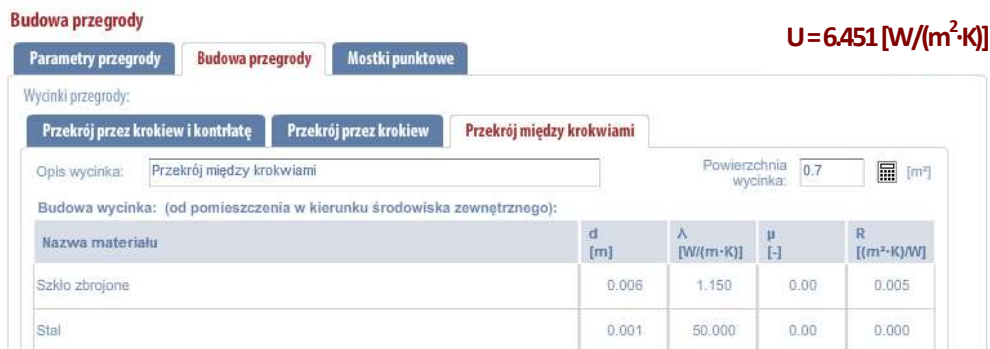 Budowa przegrody
U = 6.451 [W/(m²·K)]
Parametry przegrody Budowa przegrody Mostki punktowe
Wycinki przegrody:
Przekrój przez krokiew i kontrłatę Przekrój przez krokiew Przekrój między krokwiami
Opis wycinka: Przekrój między krokwiami Powierzchnia wycinka: 0.7 [m²]
Budowa wycinka: (od pomieszczenia w kierunku środowiska zewnętrznego):
Nazwa materiału d [m] λ [W/(m·K)] μ [-] R [(m²·K)/W]
Szkło zbrojone 0.006 1.150 0.00 0.005
Stal 0.001 50.000 0.00 0.000